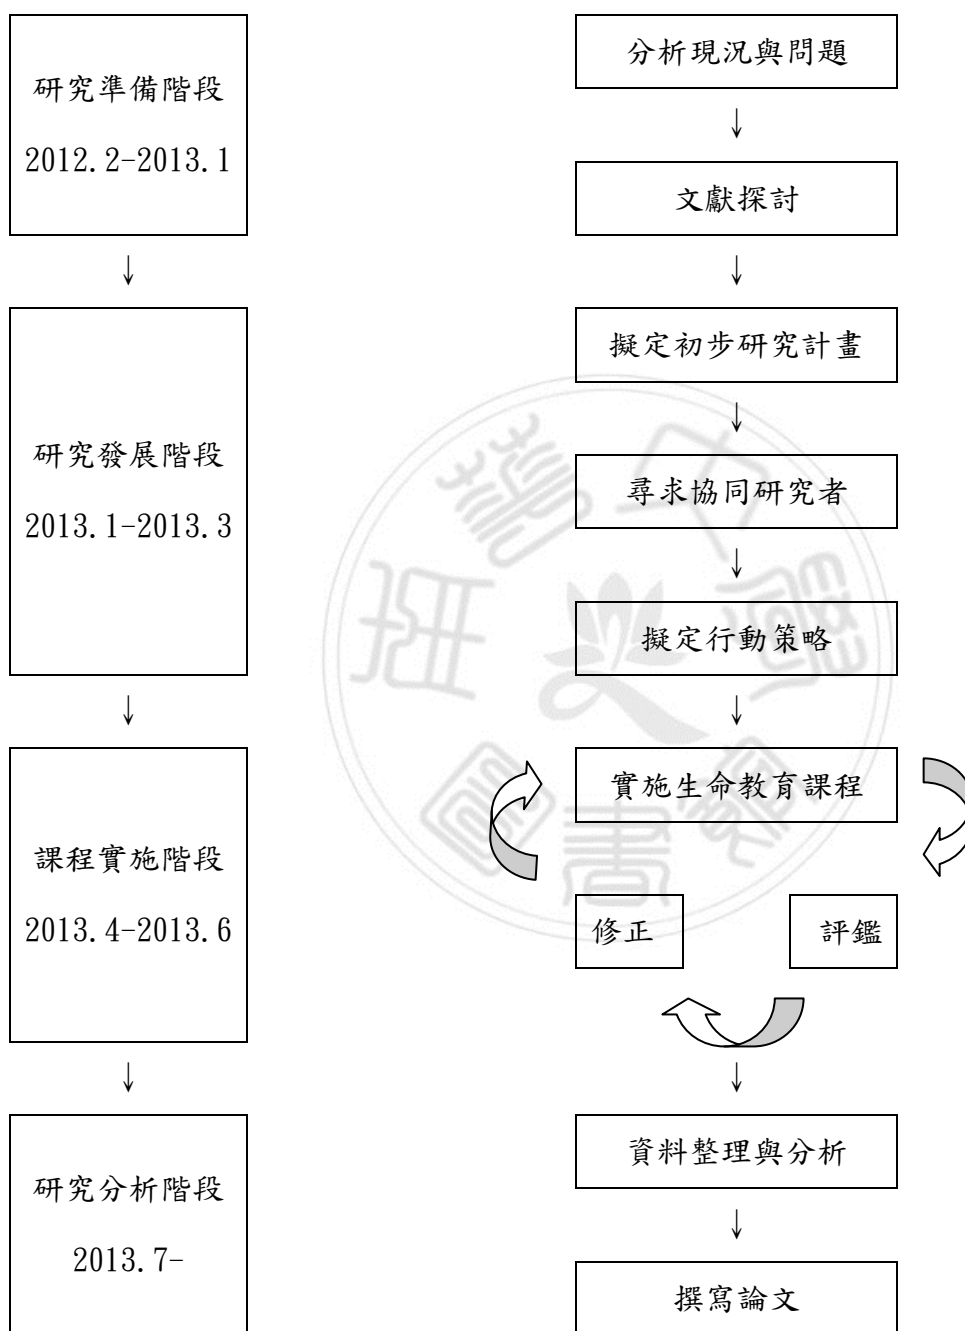 研究準備階段
2012.2-2013.1
↓
研究發展階段
2013.1-2013.3
↓
課程實施階段
2013.4-2013.6
↓
研究分析階段
2013.7-
分析現況與問題
↓
文獻探討
↓
擬定初步研究計畫
↓
尋求協同研究者
↓
擬定行動策略
↓
實施生命教育課程
修正
評鑑
↓
資料整理與分析
↓
撰寫論文